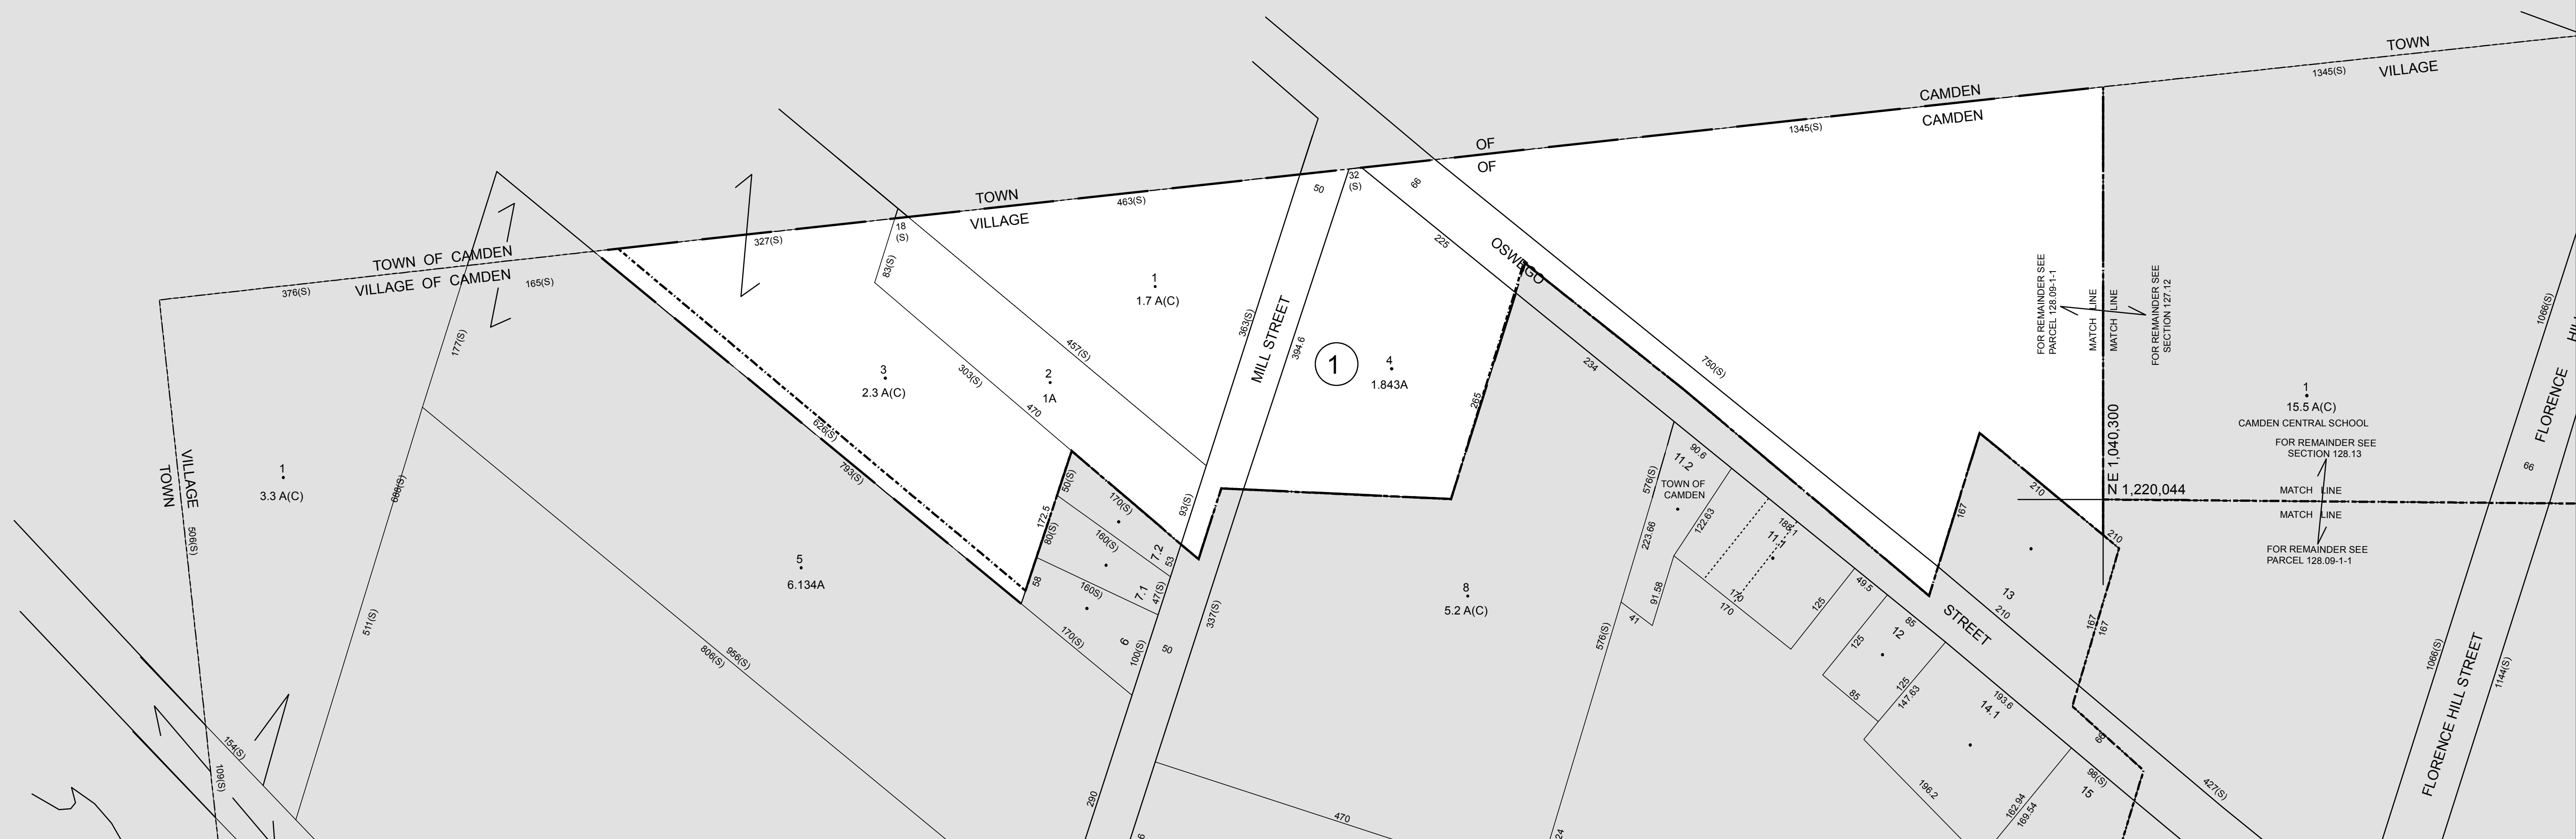 TOWN
VILLAGE
1345(S)
CAMDEN
CAMDEN
1345(S)
OF
OF
TOWN
VILLAGE
463(S)
50
32
(S)
66
TOWN OF CAMDEN
VILLAGE OF CAMDEN
376(S)
165(S)
327(S)
18
(S)
83(S)
177(S)
225
OSWEGO
1
1.7 A(C)
363(S)
MILL STREET
394.6
457(S)
303(S)
470
3
2.3 A(C)
2
1A
1
4
1.843A
265
234
750(S)
FOR REMAINDER SEE
PARCEL 128.09-1-1
MATCH LINE
MATCH LINE
FOR REMAINDER SEE
SECTION 127.12
1066(S)
FLORENCE
1
15.5 A(C)
CAMDEN CENTRAL SCHOOL
FOR REMAINDER SEE
SECTION 128.13
MATCH LINE
MATCH LINE
FOR REMAINDER SEE
PARCEL 128.09-1-1
E 1,040,300
N
N 1,220,044
66
626(S)
793(S)
688(S)
VILLAGE
TOWN
506(S)
1
3.3 A(C)
50(S)
172.5
80(S)
58
170(S)
160(S)
160S)
170(S)
93(S)
7.2
53
7.1
47(S)
6
100(S)
50
337(S)
5
6.134A
511(S)
806(S)
956(S)
8
5.2 A(C)
576(S)
TOWN OF
CAMDEN
11.2
90.6
122.63
223.66
91.58
41
576(S)
11.1
170
170
125
49.5
85
12
125
85
125
147.63
193.6
14.1
196.2
162.94
169.54
98(S)
15
167
210
210
13
210
STREET
167
167
66
427(S)
1066(S)
FLORENCE HILL STREET
1144(S)
154(S)
109(S)
290
470
24
6